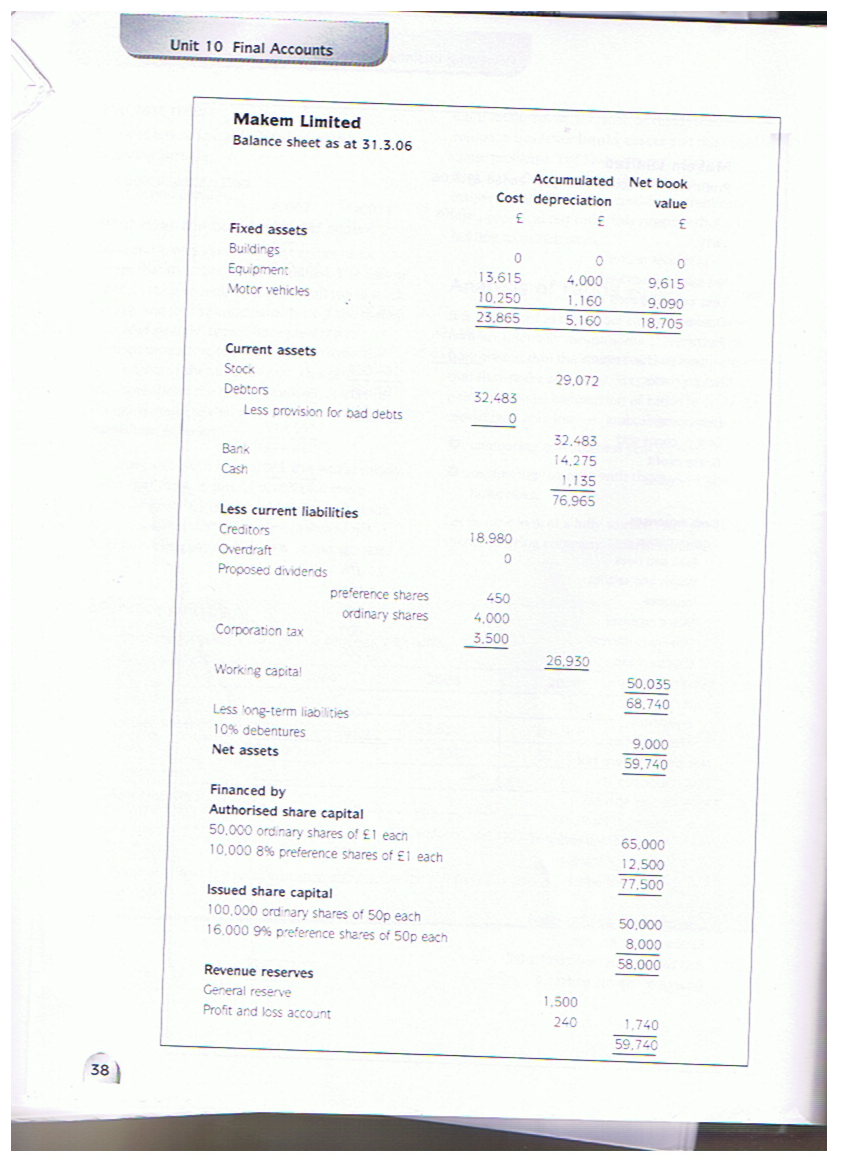 Unit 10 Final Accounts
Makem Limited
Balance sheet as at 31.3.06
Accumulated Net book
Cost depreciation value
£ £ £
Fixed assets
Buildings 0 0 0
Equipment 13,615 4,000 9,615
Motor vehicles 10,250 1,160 9,090
23,865 5,160 18,705
Current assets
Stock 29,072
Debtors 32,483
Less provision for bad debts 0
32,483
Bank 14,275
Cash 1,135
76,965
Less current liabilities
Creditors 18,980
Overdraft 0
Proposed dividends
preference shares 450
ordinary shares 4,000
Corporation tax 3,500
26,930
Working capital 50,035
68,740
Less long-term liabilities
10% debentures 9,000
Net assets 59,740
Financed by
Authorised share capital
50,000 ordinary shares of £1 each 65,000
10,000 8% preference shares of £1 each 12,500
77,500
Issued share capital
100,000 ordinary shares of 50p each 50,000
16,000 9% preference shares of 50p each 8,000
58,000
Revenue reserves
General reserve 1,500
Profit and loss account 240 1,740
59,740
38